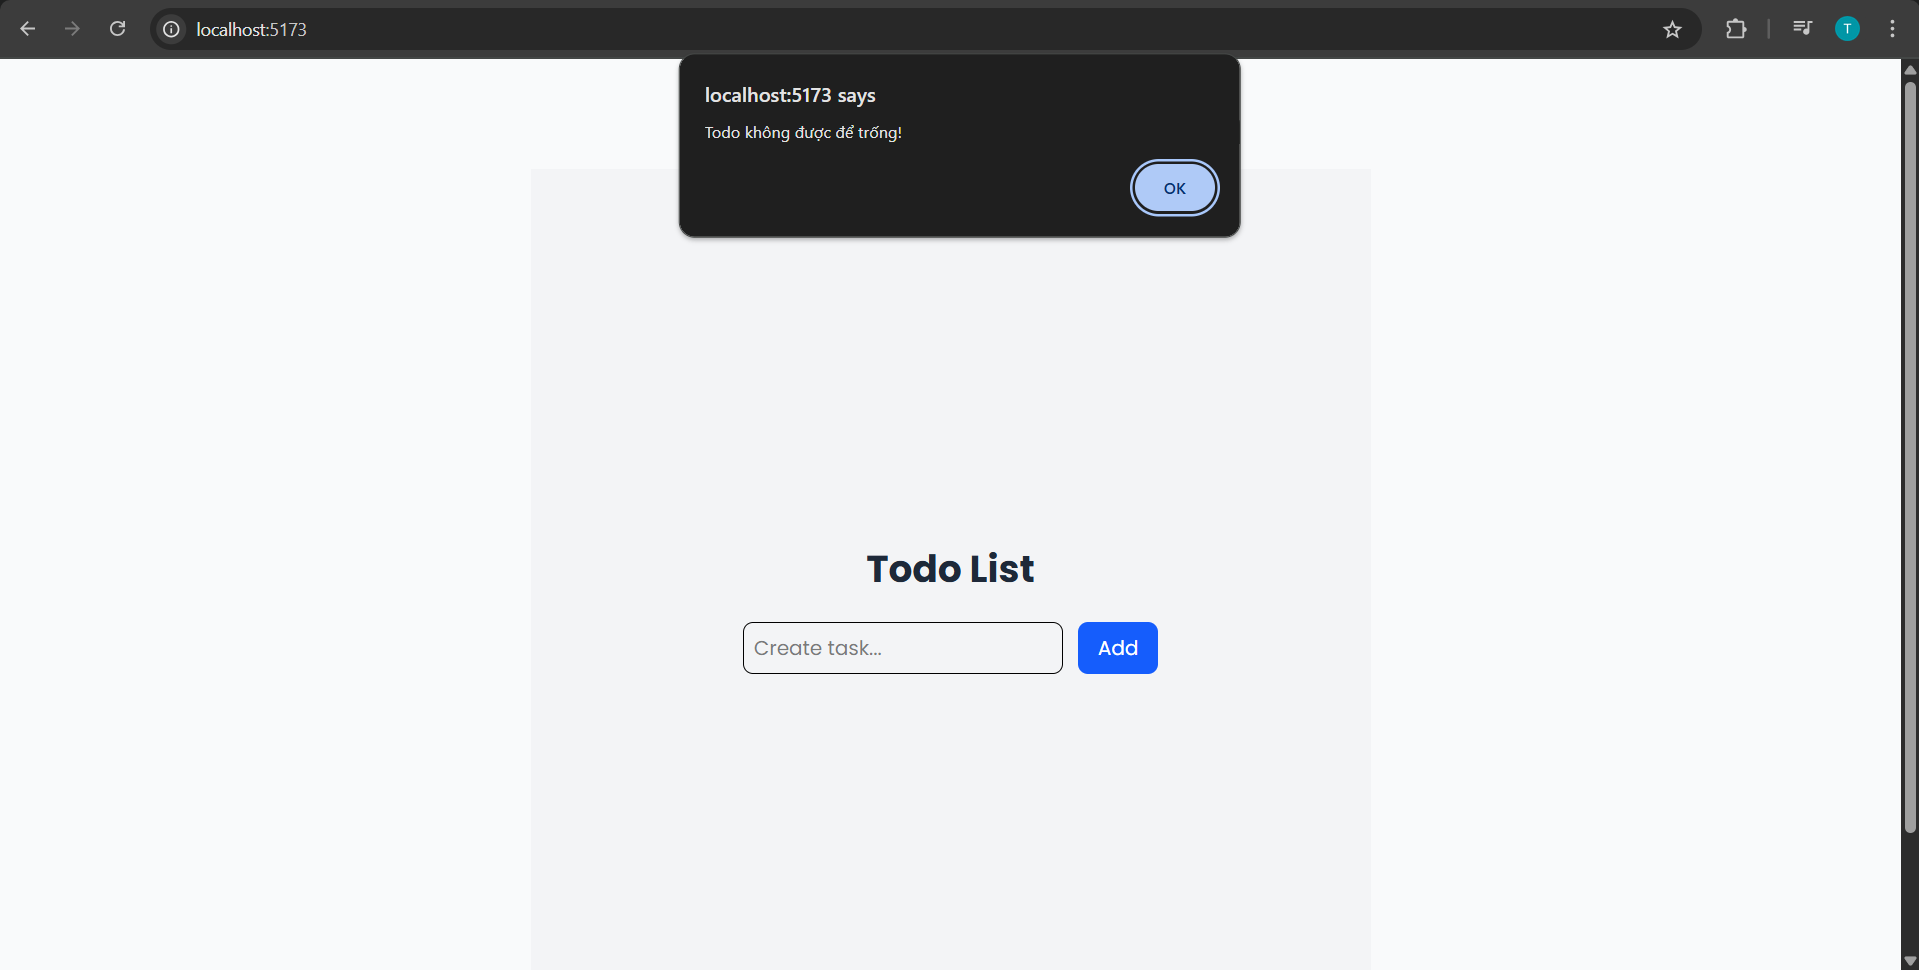 localhost:5173
T
localhost:5173 says
Todo không được để trống!
OK
Todo List
Create task...
Add